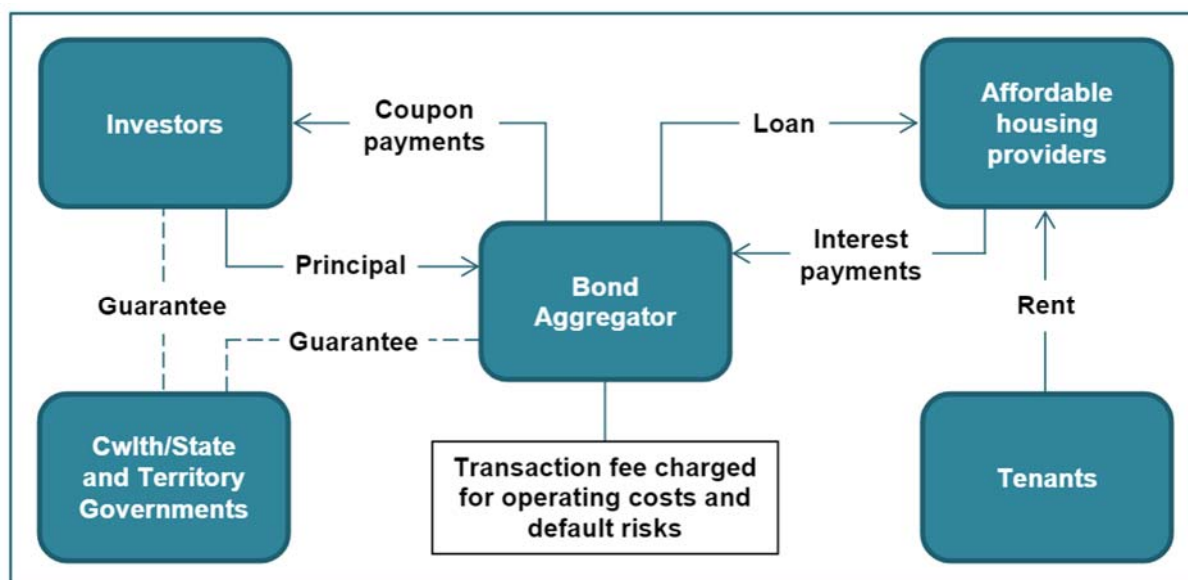 Investors
Coupon
payments
Loan
Affordable
housing
providers
Principal
Bond
Aggregator
Interest
payments
Guarantee
Guarantee
Rent
Cwlth/State
and Territory
Governments
Transaction fee charged
for operating costs and
default risks
Tenants